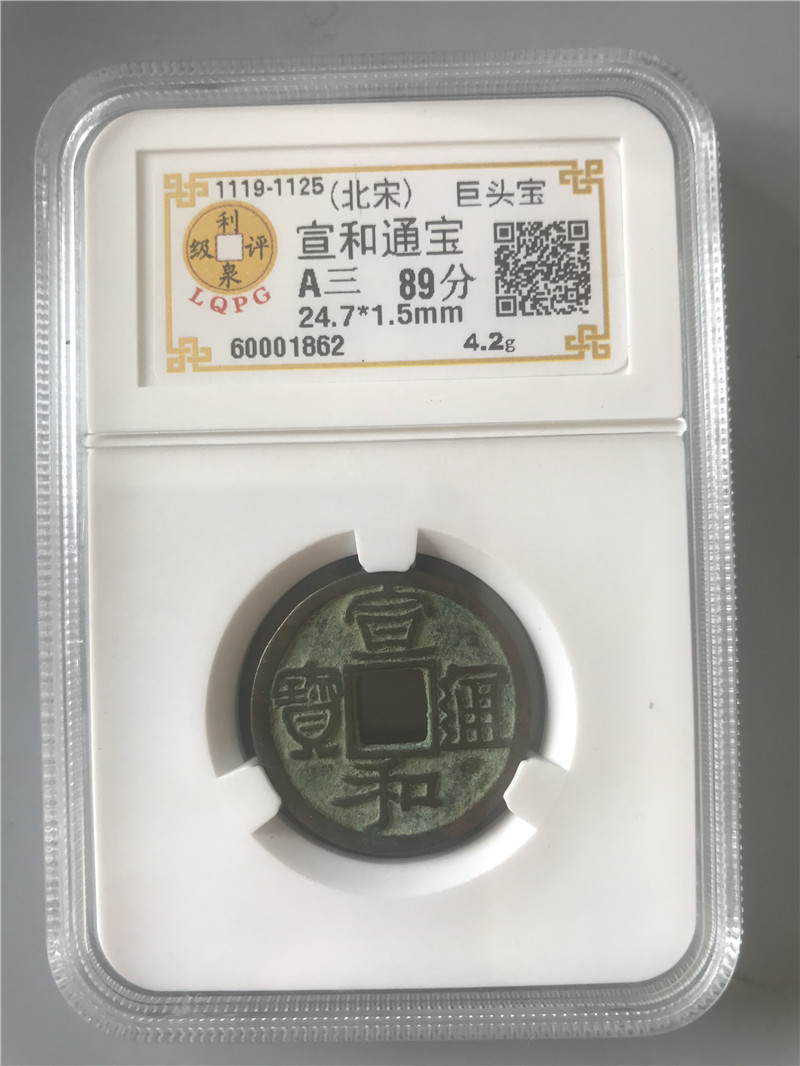 1119-1125(北宋) 巨头宝
利泉评级
LQPG
宣和通宝
A三 89分
24.7*1.5mm
60001862 4.2g
宣和通寶